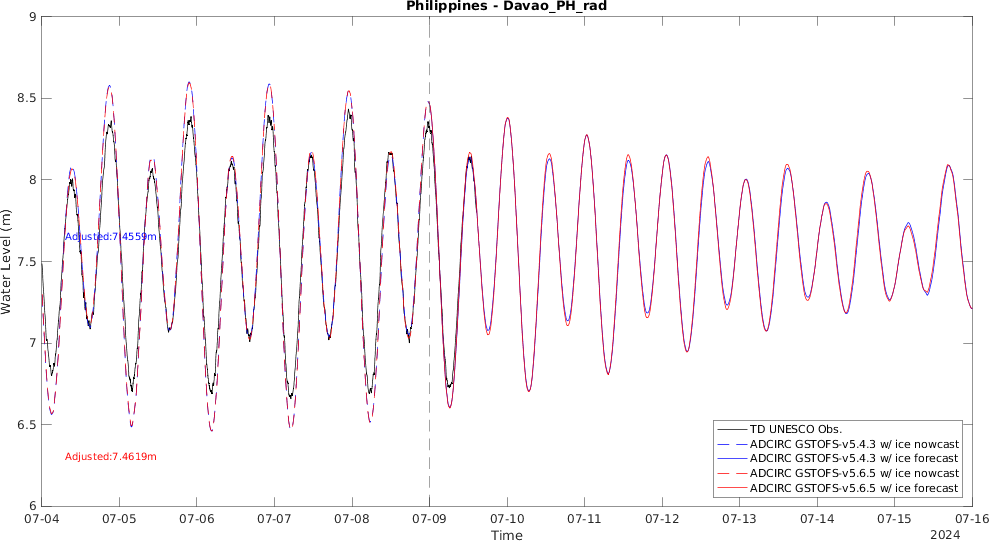 Philippines - Davao_PH_rad
Water Level (m)
9
8.5
8
7.5
7
6.5
6
Adjusted:7.4559m
Adjusted:7.4619m
TD UNESCO Obs.
ADCIRC GSTOFS-v5.4.3 w/ ice nowcast
ADCIRC GSTOFS-v5.4.3 w/ ice forecast
ADCIRC GSTOFS-v5.6.5 w/ ice nowcast
ADCIRC GSTOFS-v5.6.5 w/ ice forecast
07-04 07-05 07-06 07-07 07-08 07-09 07-10 07-11 07-12 07-13 07-14 07-15 07-16
Time
2024